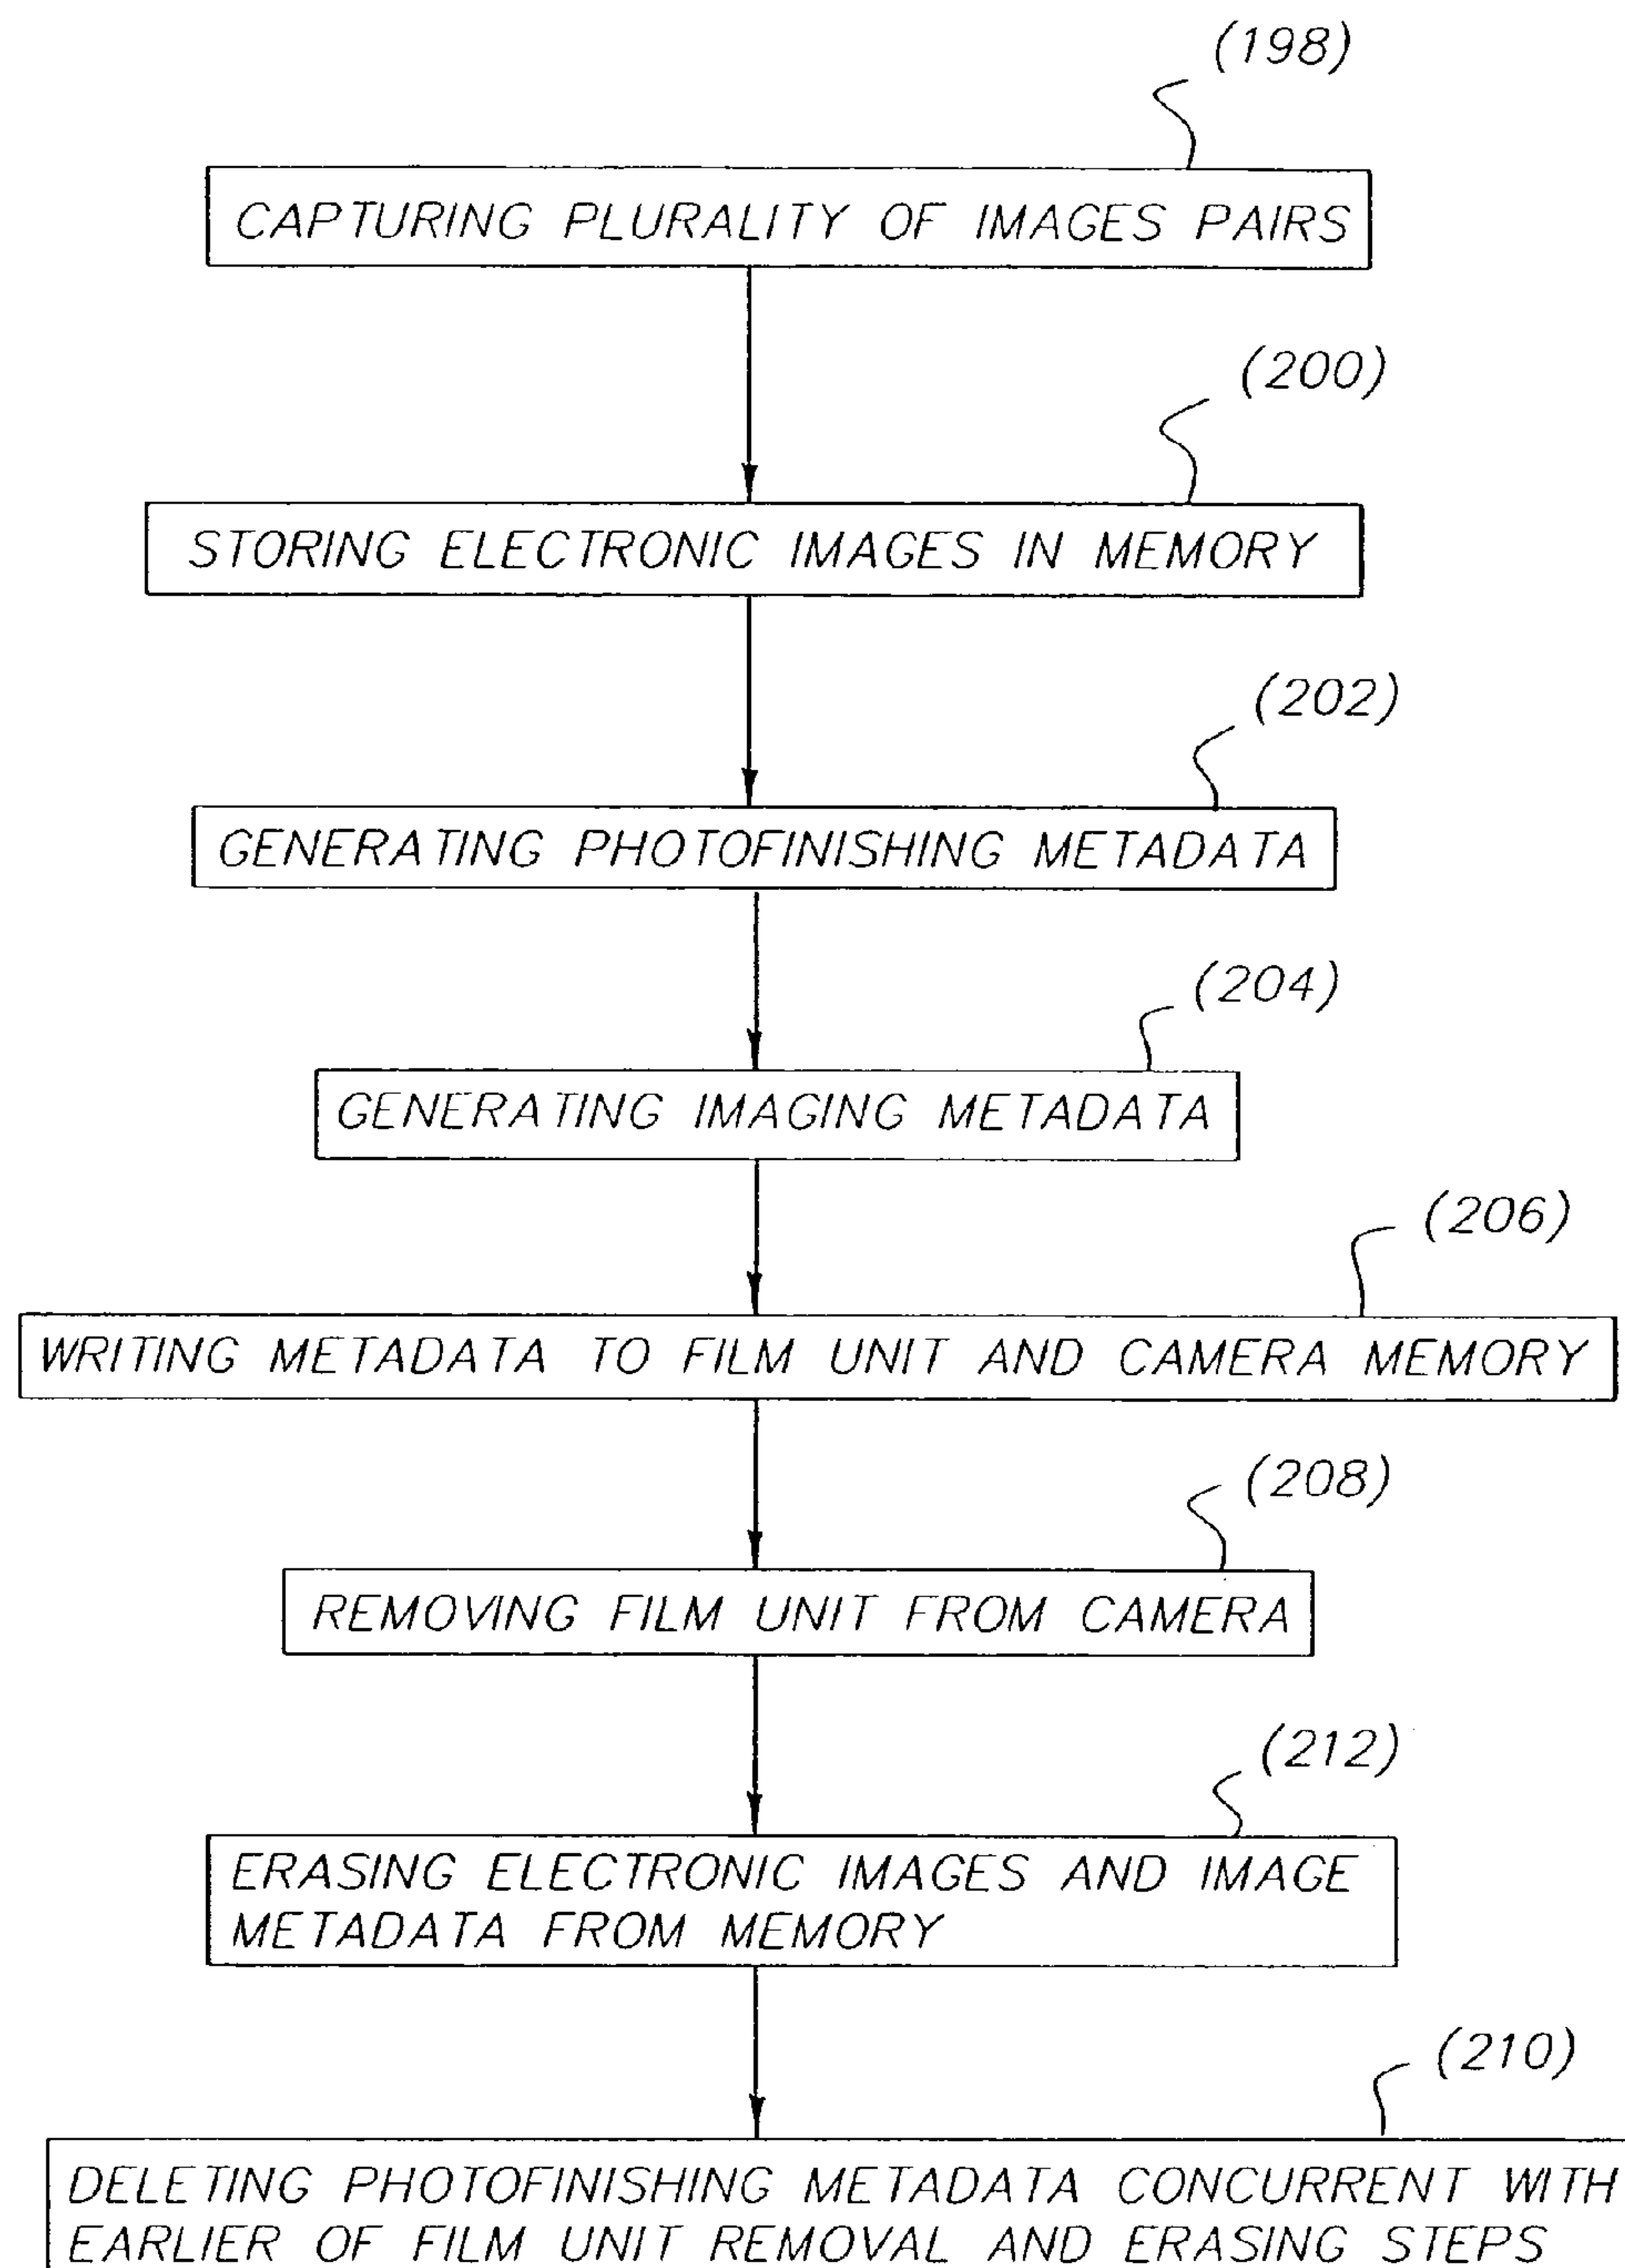 (198)
CAPTURING PLURALITY OF IMAGES PAIRS
(200)
STORING ELECTRONIC IMAGES IN MEMORY
(202)
GENERATING PHOTOFINISHING METADATA
(204)
GENERATING IMAGING METADATA
(206)
WRITING METADATA TO FILM UNIT AND CAMERA MEMORY
(208)
REMOVING FILM UNIT FROM CAMERA
(212)
ERASING ELECTRONIC IMAGES AND IMAGE
METADATA FROM MEMORY
(210)
DELETING PHOTOFINISHING METADATA CONCURRENT WITH
EARLIER OF FILM UNIT REMOVAL AND ERASING STEPS